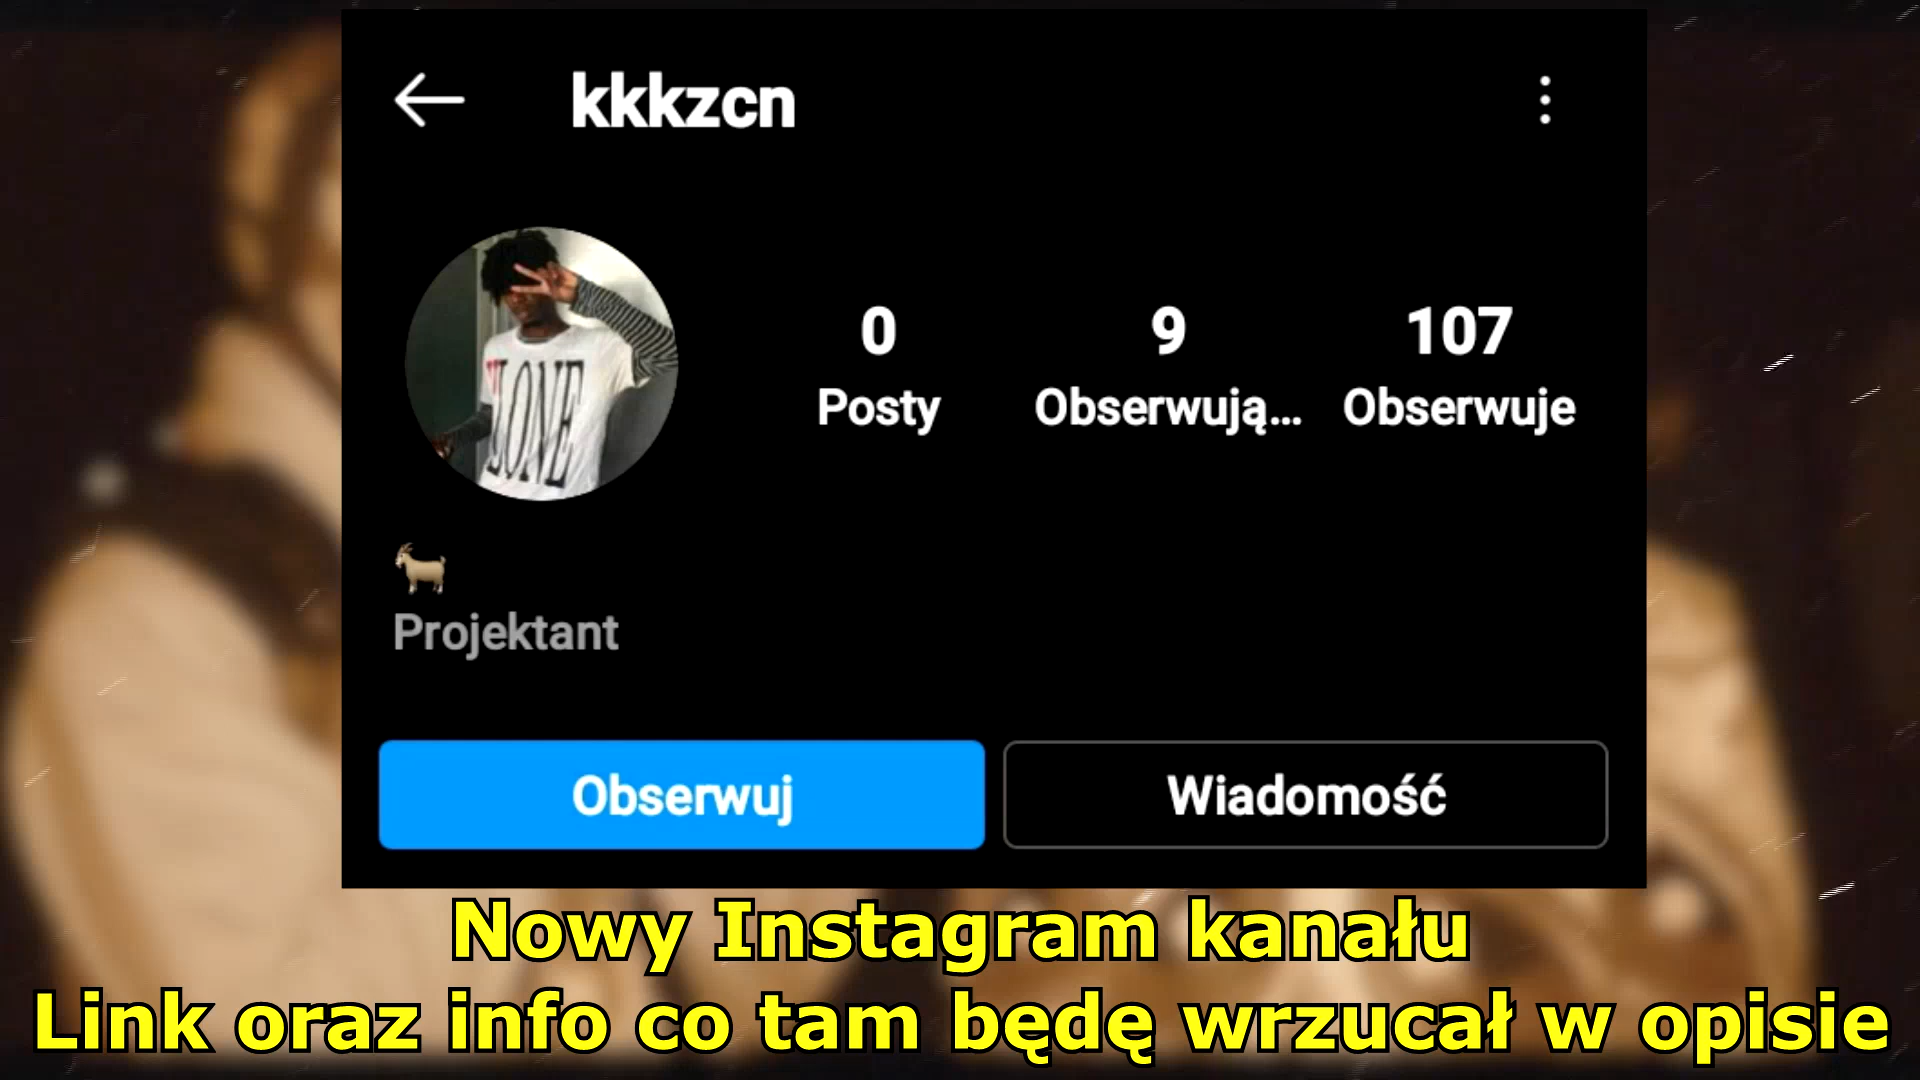 kkkzcn
VLONE
0 9 107
Posty Obserwują... Obserwuje
Projektant
Obserwuj Wiadomość
Nowy Instagram kanału
Link oraz info co tam będę wrzucał w opisie